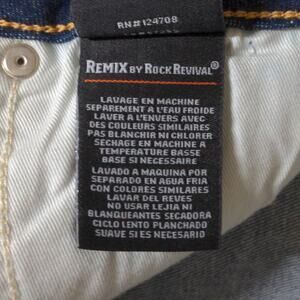 RN#124708
REMIX BY ROCK REVIVAL®
LAVAGE EN MACHINE
SEPAREMENT A L'EAU FROIDE
LAVER A L'ENVERS AVEC
DES COULEURS SIMILAIRES
PAS BLANCHIR NI CHLORER
SECHAGE EN MACHINE A
TEMPERATURE BASSE
BASE SI NECESSAIRE
LAVADO A MAQUINA POR
SEPARADO EN AGUA FRIA
CON COLORES SIMILARES
LAVAR DEL REVES
NO USAR LEJIA NI
BLANQUEANTES SECADORA
CICLO LENTO PLANCHADO
SUAVE SI ES NECESARIO